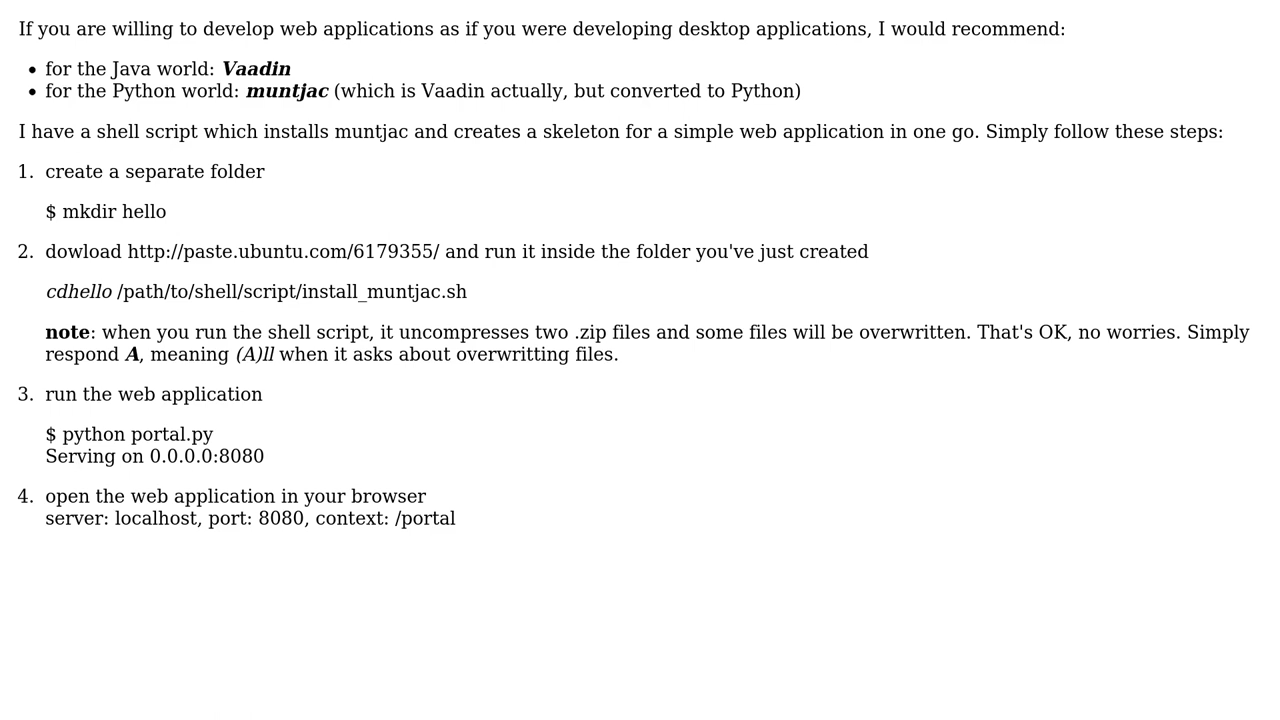 If you are willing to develop web applications as if you were developing desktop applications, I would recommend:
• for the Java world: Vaadin
• for the Python world: muntjac (which is Vaadin actually, but converted to Python)
I have a shell script which installs muntjac and creates a skeleton for a simple web application in one go. Simply follow these steps:
1. create a separate folder
$ mkdir hello
2. dowload http://paste.ubuntu.com/6179355/ and run it inside the folder you've just created
cdhello /path/to/shell/script/install_muntjac.sh
note: when you run the shell script, it uncompresses two .zip files and some files will be overwritten. That's OK, no worries. Simply
respond A, meaning (A)ll when it asks about overwritting files.
3. run the web application
$ python portal.py
Serving on 0.0.0.0:8080
4. open the web application in your browser
server: localhost, port: 8080, context: /portal